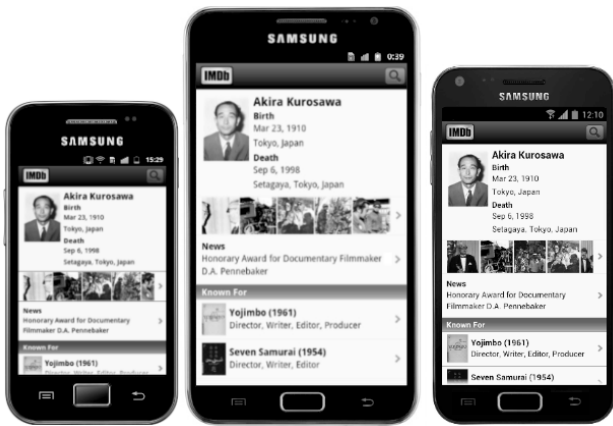 SAMSUNG
15:29
IMDb
Akira Kurosawa
Birth
Mar 23, 1910
Tokyo, Japan
Death
Sep 6, 1998
Setagaya, Tokyo, Japan
News
Honorary Award for Documentary
Filmmaker D.A. Pennebaker
Known For
Yojimbo (1961)
Director, Writer, Editor, Producer
SAMSUNG
0:39
IMDb
Akira Kurosawa
Birth
Mar 23, 1910
Tokyo, Japan
Death
Sep 6, 1998
Setagaya, Tokyo, Japan
News
Honorary Award for Documentary Filmmaker
D.A. Pennebaker
Known For
Yojimbo (1961)
Director, Writer, Editor, Producer
Seven Samurai (1954)
Director, Writer, Editor
SAMSUNG
12:10
IMDb
Akira Kurosawa
Birth
Mar 23, 1910
Tokyo, Japan
Death
Sep 6, 1998
Setagaya, Tokyo, Japan
News
Honorary Award for Documentary
Filmmaker D.A. Pennebaker
Known For
Yojimbo (1961)
Director, Writer, Editor, Producer
Seven Samurai (1954)